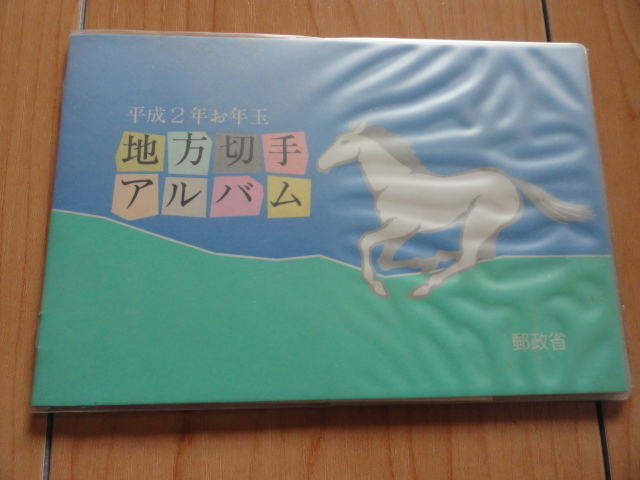 平成2年お年玉
地方切手
アルバム
郵政省